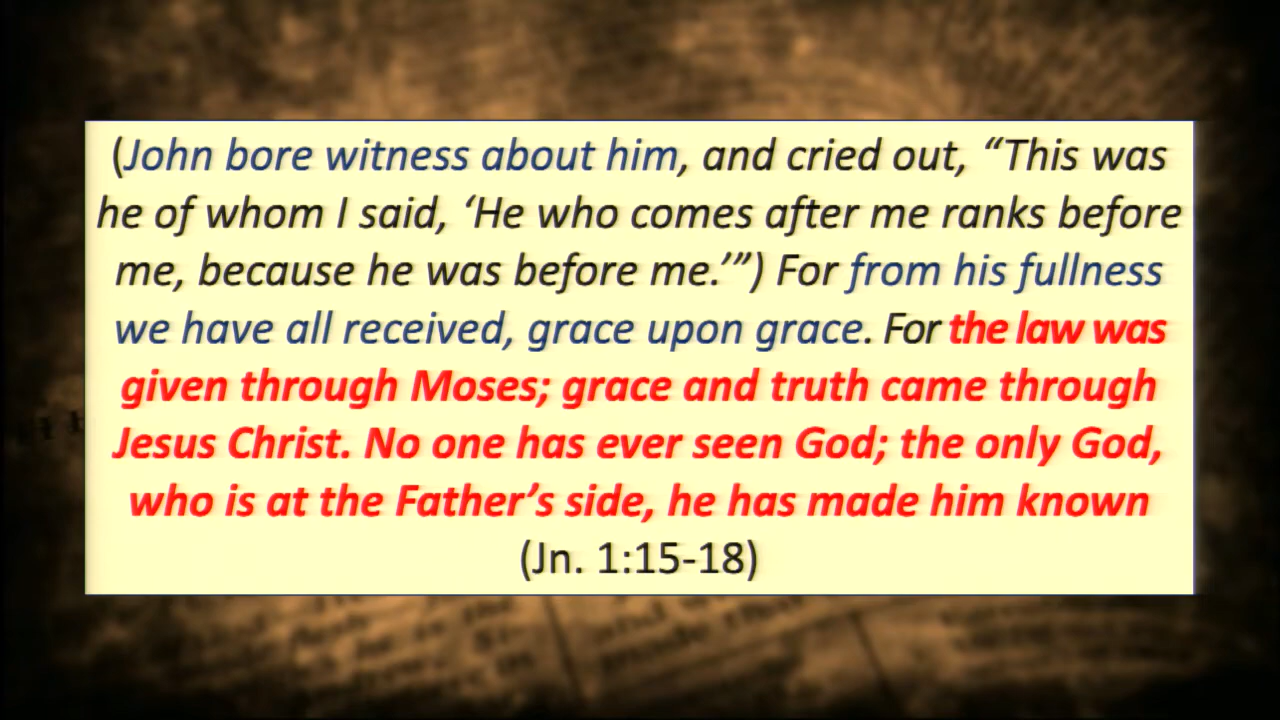 (John bore witness about him, and cried out, “This was
he of whom I said, ‘He who comes after me ranks before
me, because he was before me.’”) For from his fullness
we have all received, grace upon grace. For the law was
given through Moses; grace and truth came through
Jesus Christ. No one has ever seen God; the only God,
who is at the Father’s side, he has made him known
(Jn. 1:15-18)